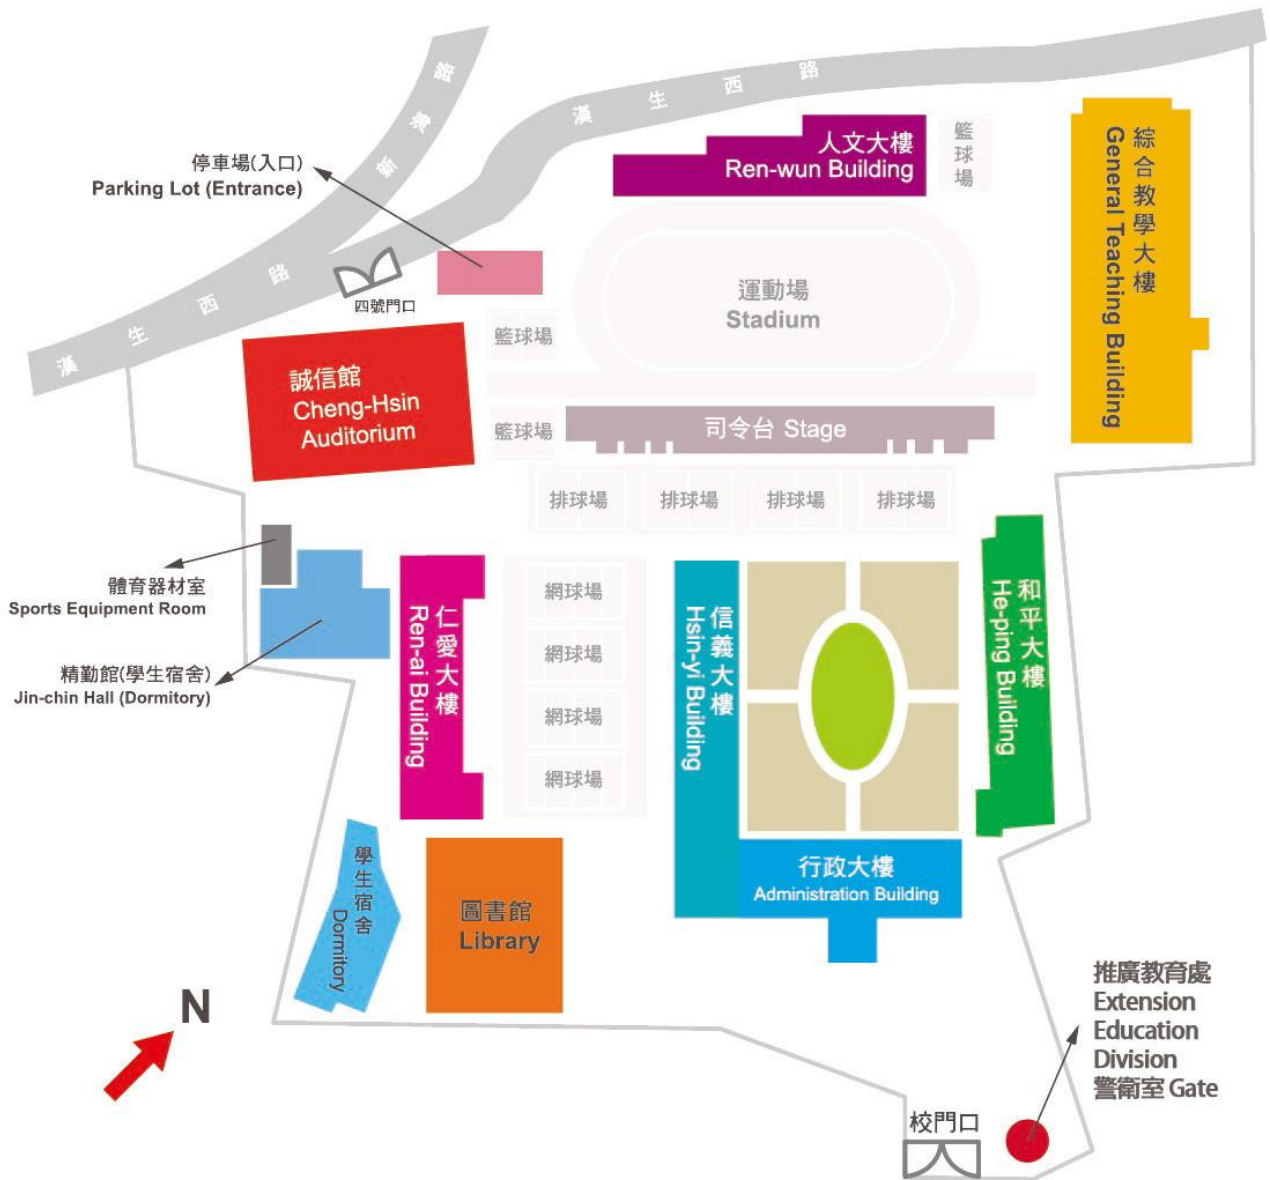 新海路
漢生西路
漢生西路
停車場(入口)
Parking Lot (Entrance)
四號門口
人文大樓
Ren-wun Building
籃球場
綜合教學大樓
General Teaching Building
運動場
Stadium
籃球場
誠信館
Cheng-Hsin
Auditorium
籃球場
司令台 Stage
排球場
排球場
排球場
排球場
體育器材室
Sports Equipment Room
精勤館(學生宿舍)
Jin-chin Hall (Dormitory)
仁愛大樓
Ren-ai Building
網球場
網球場
網球場
網球場
信義大樓
Hsin-yi Building
和平大樓
He-ping Building
行政大樓
Administration Building
學生宿舍
Dormitory
圖書館
Library
N
推廣教育處
Extension
Education
Division
警衛室 Gate
校門口